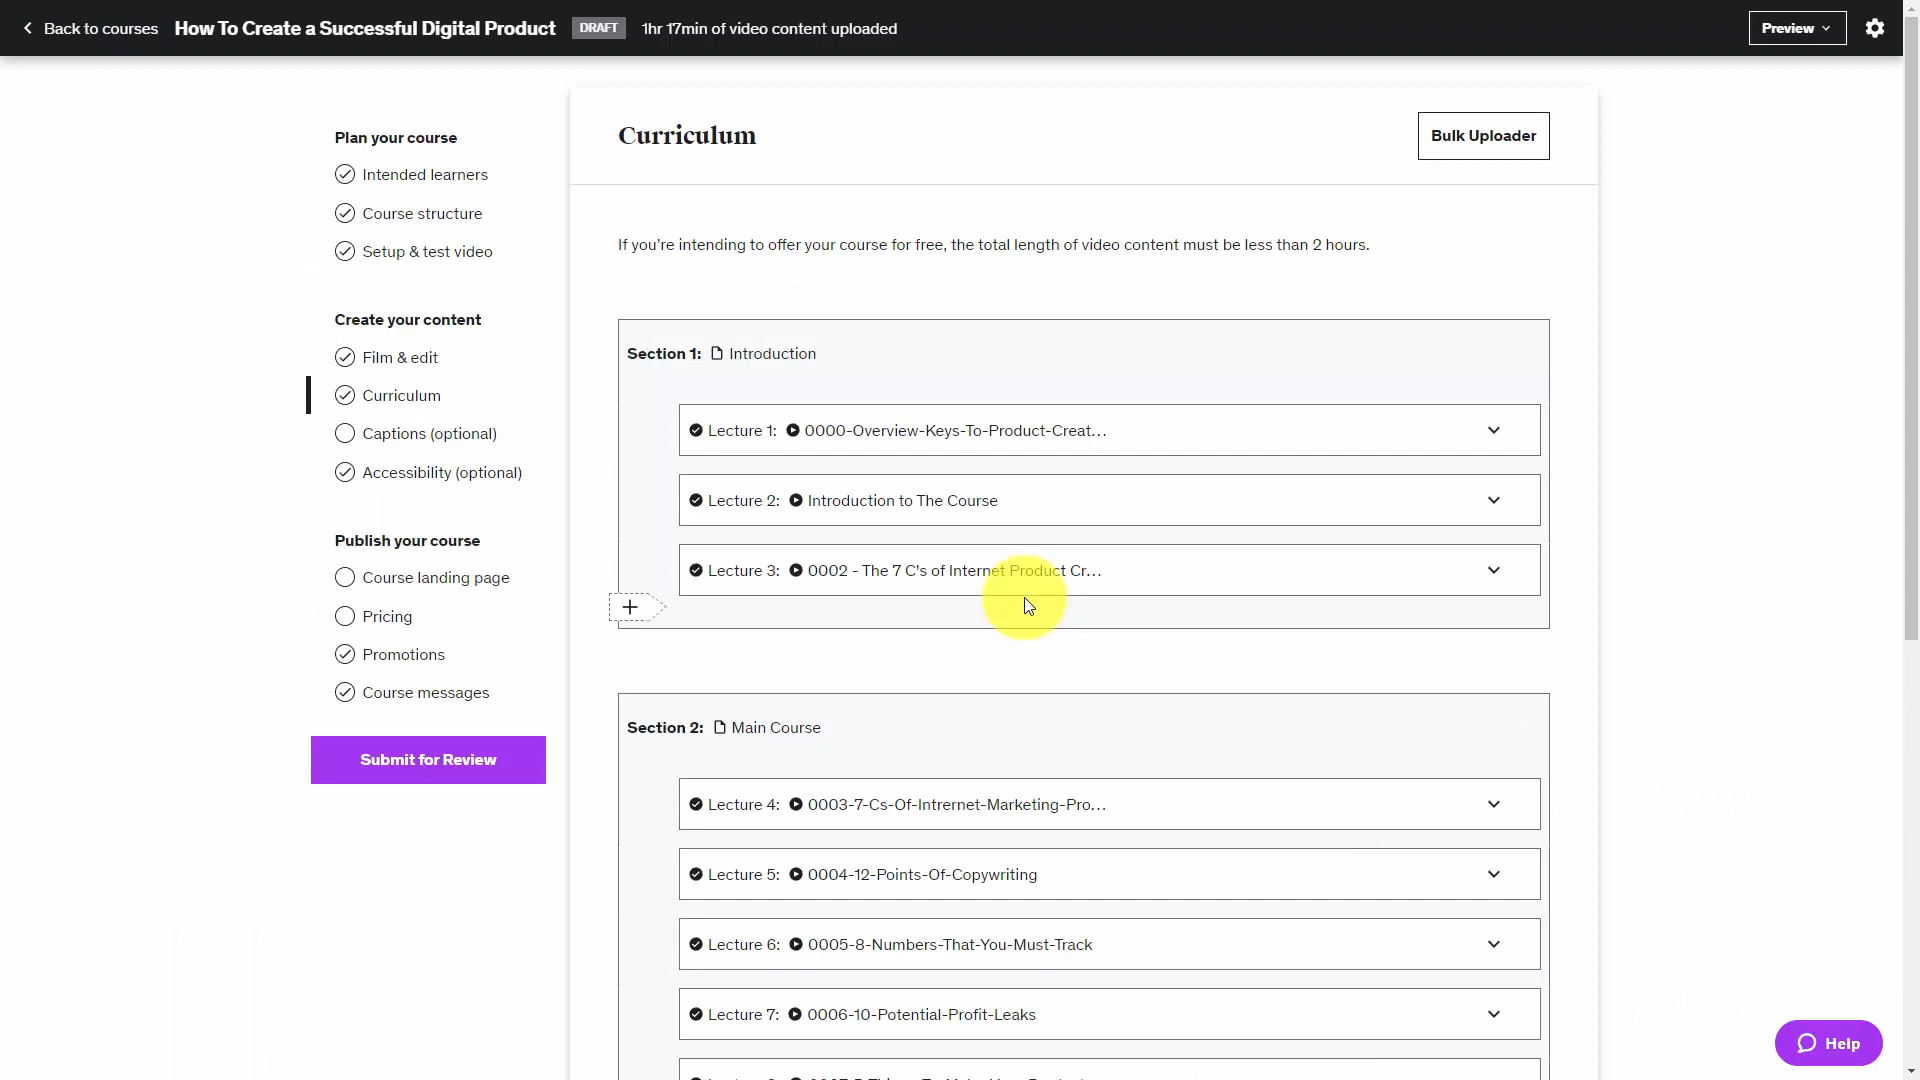 Back to courses How To Create a Successful Digital Product DRAFT 1hr 17min of video content uploaded Preview
Plan your course
Intended learners
Course structure
Setup & test video
Create your content
Film & edit
Curriculum
Captions (optional)
Accessibility (optional)
Publish your course
Course landing page
Pricing
Promotions
Course messages
Submit for Review
Curriculum
Bulk Uploader
If you're intending to offer your course for free, the total length of video content must be less than 2 hours.
Section 1: Introduction
Lecture 1: 0000-Overview-Keys-To-Product-Creat...
Lecture 2: Introduction to The Course
Lecture 3: 0002 - The 7 C's of Internet Product Cr...
Section 2: Main Course
Lecture 4: 0003-7-Cs-Of-Intrernet-Marketing-Pro...
Lecture 5: 0004-12-Points-Of-Copywriting
Lecture 6: 0005-8-Numbers-That-You-Must-Track
Lecture 7: 0006-10-Potential-Profit-Leaks
Help